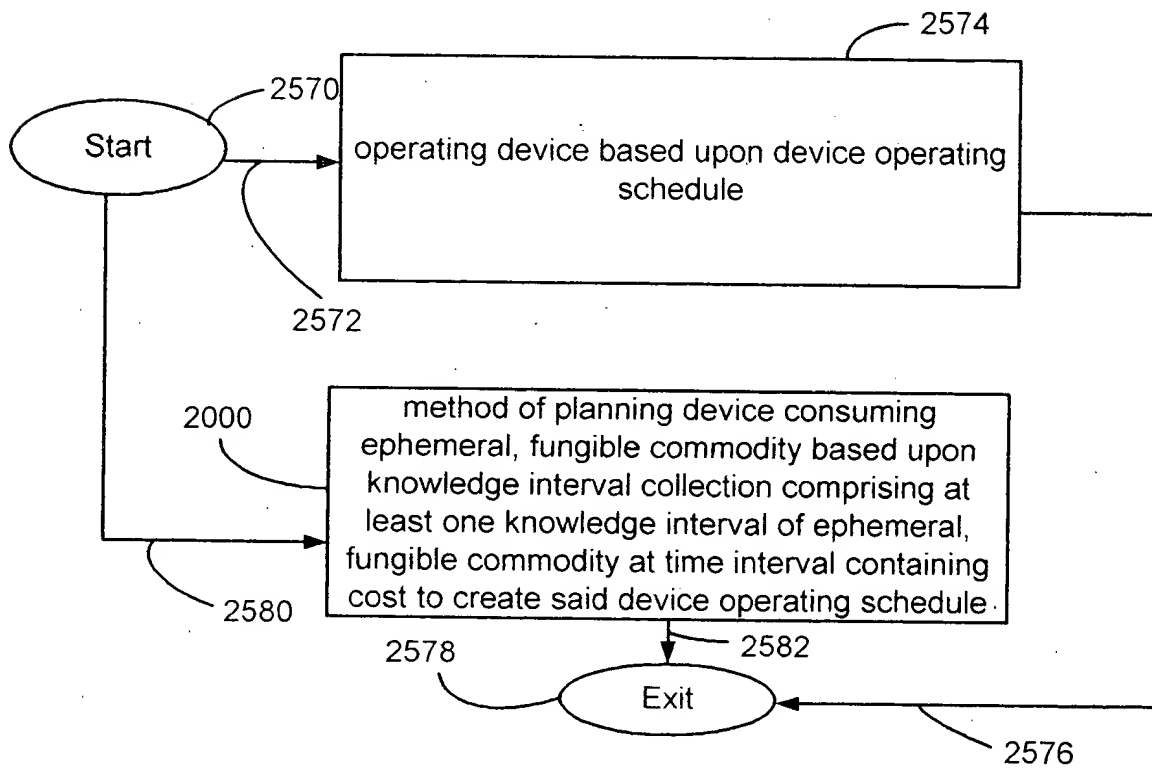 2574
2570
Start
operating device based upon device operating
schedule
2572
2000
method of planning device consuming
ephemeral, fungible commodity based upon
knowledge interval collection comprising at
least one knowledge interval of ephemeral,
fungible commodity at time interval containing
cost to create said device operating schedule
2580
2582
2578
Exit
2576